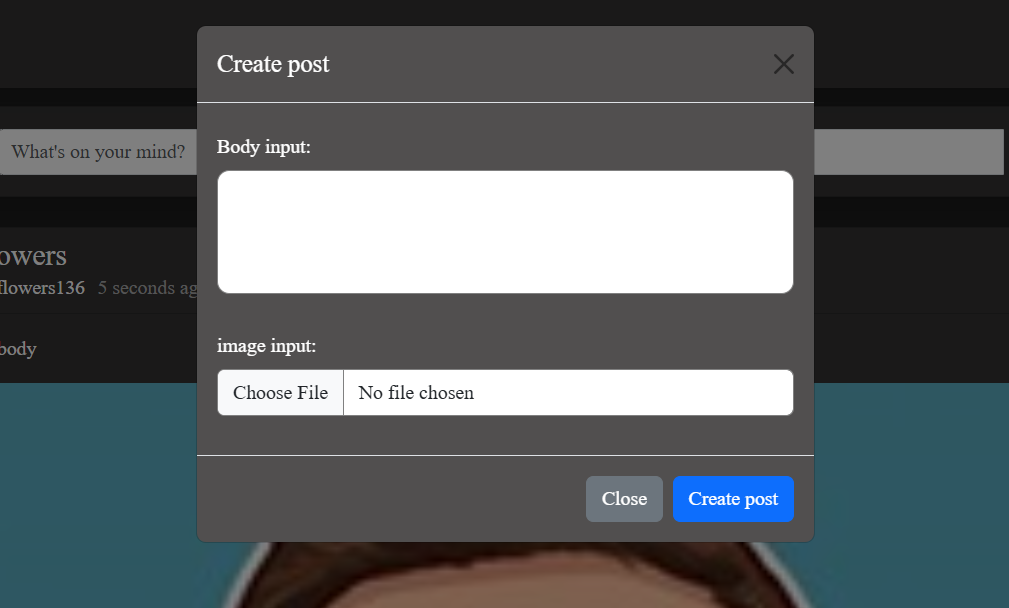 Create post
Body input:
What's on your mind?
owers
flowers136 5 seconds ag
body
image input:
Choose File No file chosen
Close Create post